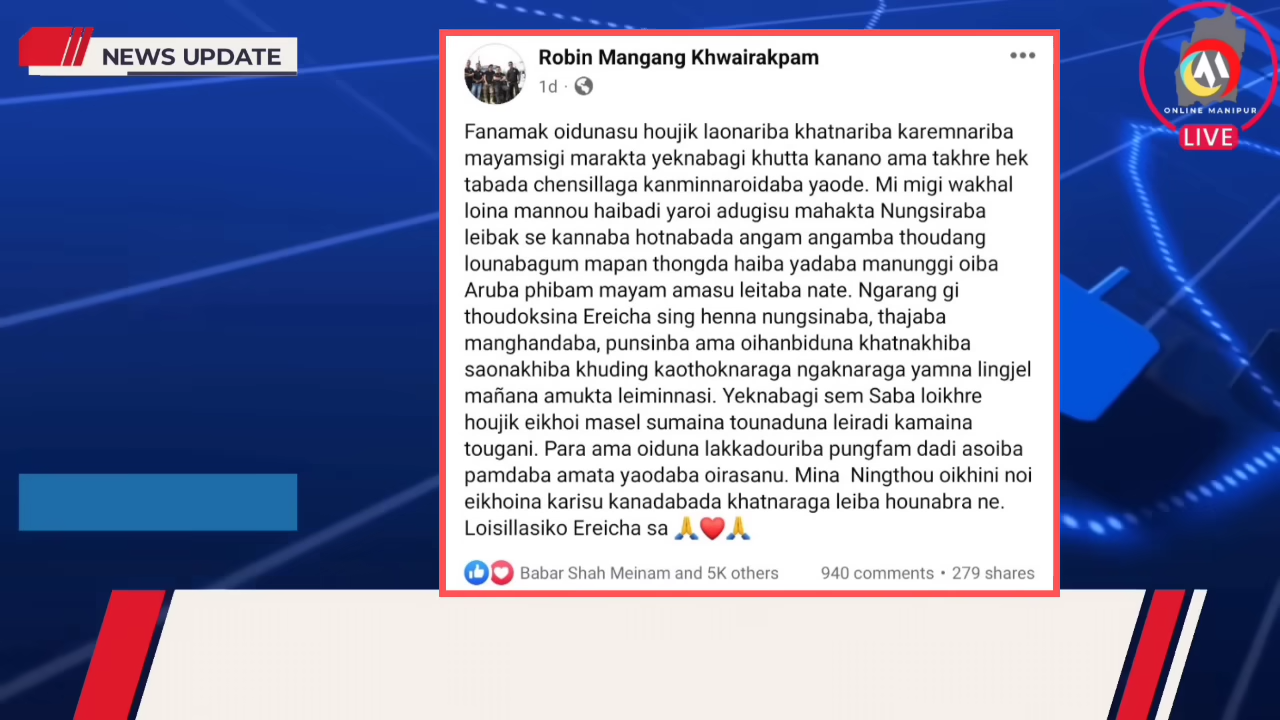 NEWS UPDATE
Robin Mangang Khwairakpam
1d ·
Fanamak oidunasu houjik laonariba khatnariba karemnariba
mayamsigi marakta yeknabagi khutta kanano ama takhre hek
tabada chensillaga kanminnaroidaba yaode. Mi migi wakhal
loina mannou haibadi yaroi adugisu mahakta Nungsiraba
leibak se kannaba hotnabada angam angamba thoudang
lounabagum mapan thongda haiba yadaba manunggi oiba
Aruba phibam mayam amasu leitaba nate. Ngarang gi
thoudoksina Ereicha sing henna nungsinaba, thajaba
manghandaba, punsinba ama oihanbiduna khatnakhiba
saonakhiba khuding kaothoknaraga ngaknaraga yamna lingjel
mañana amukta leiminnasi. Yeknabagi sem Saba loikhre
houjik eikhoi masel sumaina tounaduna leiradi kamaina
tougani. Para ama oiduna lakkadouriba pungfam dadi asoiba
pamdaba amata yaodaba oirasanu. Mina  Ningthou oikhini noi
eikhoina karisu kanadabada khatnaraga leiba hounabra ne.
Loisillasiko Ereicha sa 🙏❤️🙏
Babar Shah Meinam and 5K others 940 comments • 279 shares
ONLINE MANIPUR
LIVE